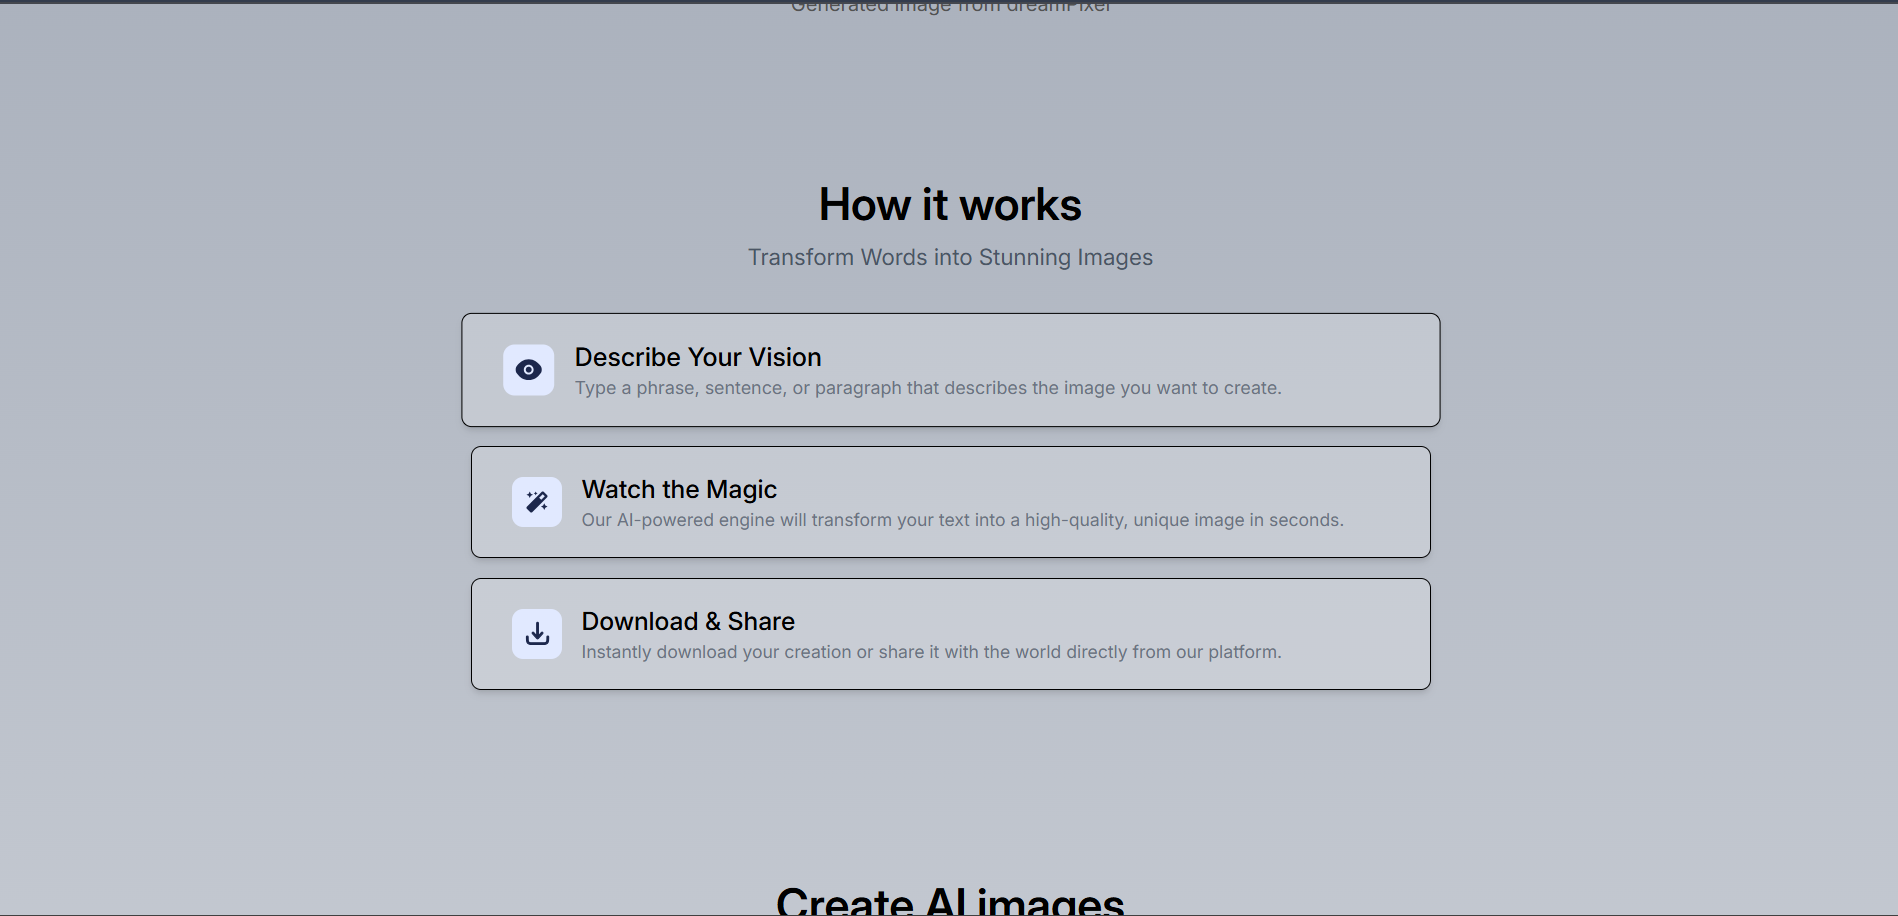 Generated image from dreamPixel
How it works
Transform Words into Stunning Images
Describe Your Vision
Type a phrase, sentence, or paragraph that describes the image you want to create.
Watch the Magic
Our AI-powered engine will transform your text into a high-quality, unique image in seconds.
Download & Share
Instantly download your creation or share it with the world directly from our platform.
Create AI images